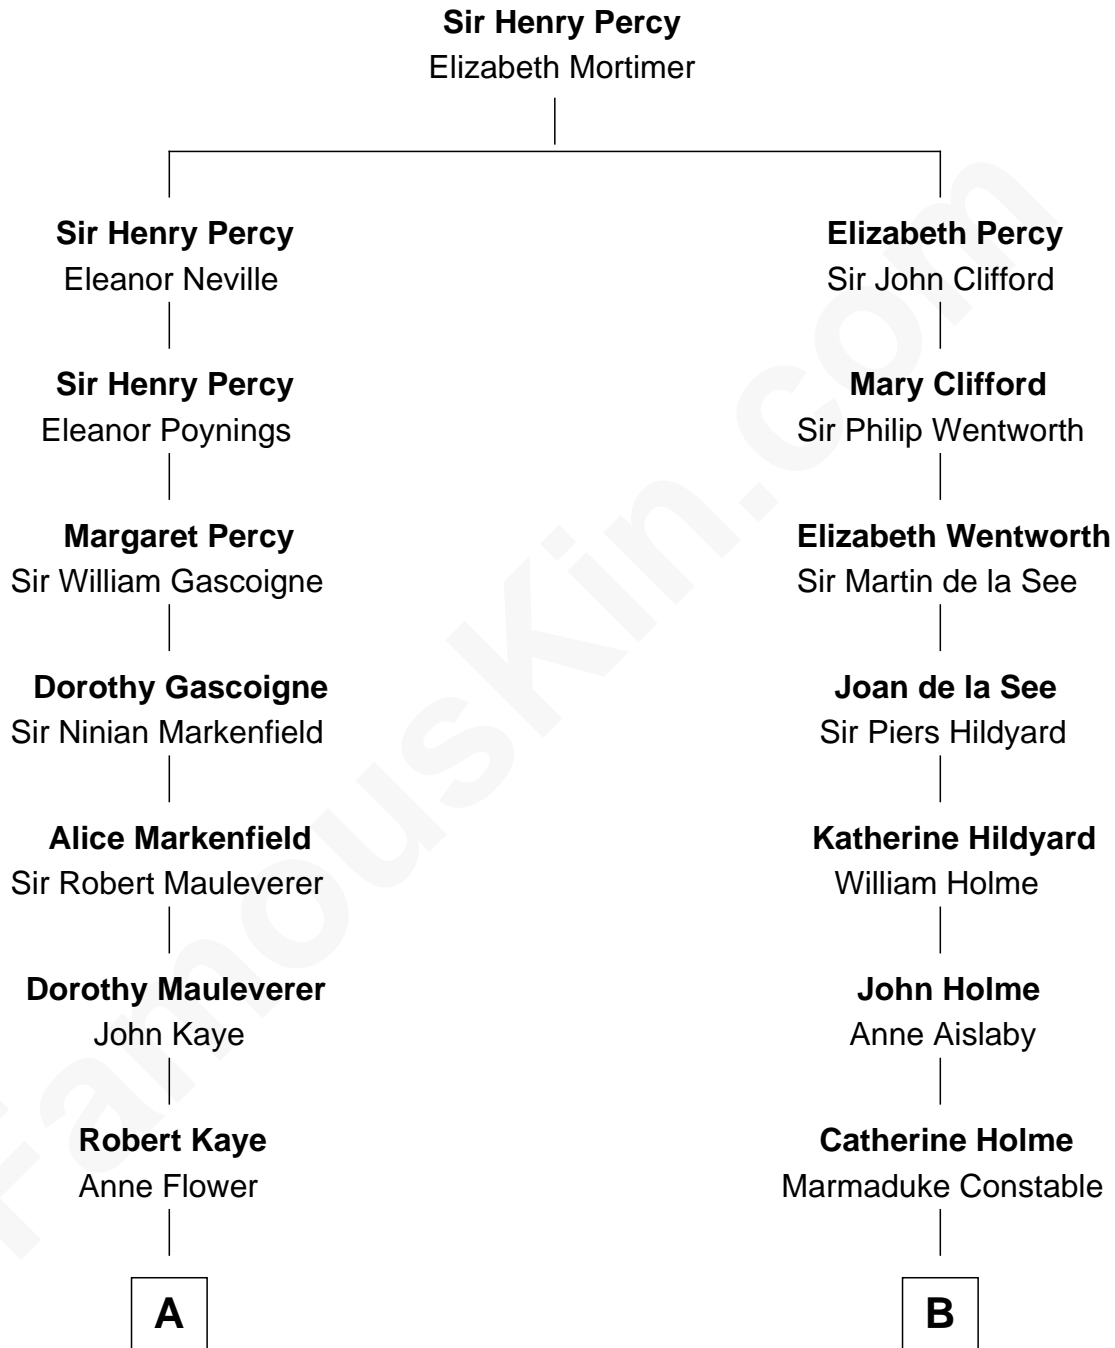 Sir Henry Percy
Elizabeth Mortimer
Sir Henry Percy
Eleanor Neville
Elizabeth Percy
Sir John Clifford
Sir Henry Percy
Eleanor Poynings
Mary Clifford
Sir Philip Wentworth
Margaret Percy
Sir William Gascoigne
Elizabeth Wentworth
Sir Martin de la See
Dorothy Gascoigne
Sir Ninian Markenfield
Joan de la See
Sir Piers Hildyard
Alice Markenfield
Sir Robert Mauleverer
Katherine Hildyard
William Holme
Dorothy Mauleverer
John Kaye
John Holme
Anne Aislaby
Robert Kaye
Anne Flower
Catherine Holme
Marmaduke Constable
A
B
FamousKin.com